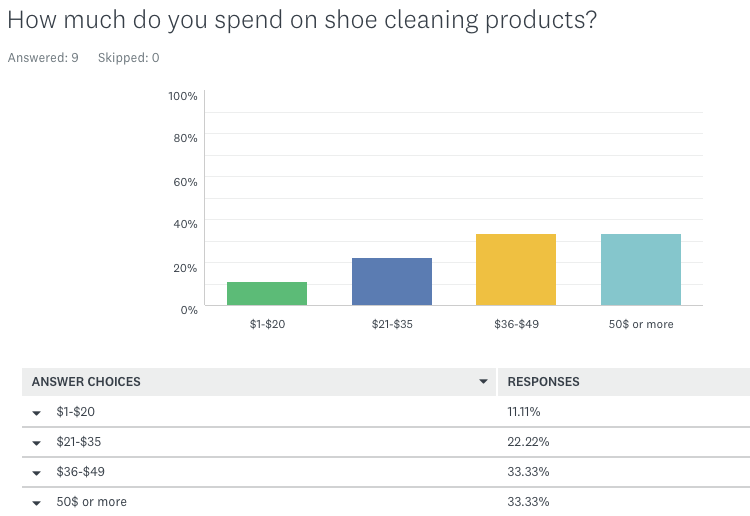 How much do you spend on shoe cleaning products?
Answered: 9 Skipped: 0
100%
80%
60%
40%
20%
0%
$1-$20 $21-$35 $36-$49 50$ or more
ANSWER CHOICES RESPONSES
$1-$20 11.11%
$21-$35 22.22%
$36-$49 33.33%
50$ or more 33.33%